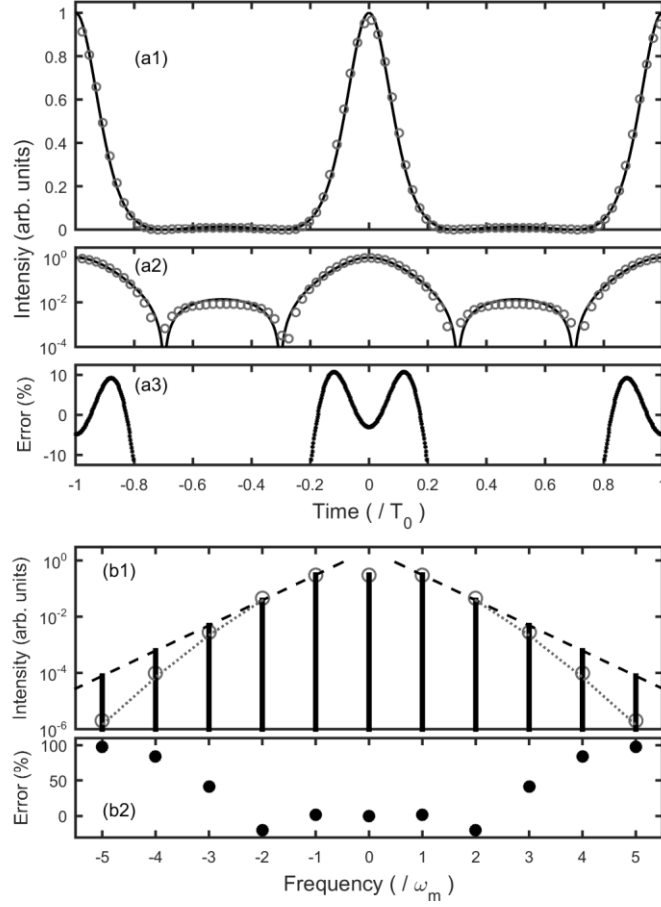 1
0.8
0.6
0.4
0.2
0
(a1)
Intensiy (arb. units)
10^0
10^-2
10^-4
(a2)
10
0
-10
(a3)
Error (%)
-1 -0.8 -0.6 -0.4 -0.2 0 0.2 0.4 0.6 0.8 1
Time ( / T_0 )
10^0
10^-2
10^-4
10^-6
(b1)
Intensity (arb. units)
100
50
0
(b2)
Error (%)
-5 -4 -3 -2 -1 0 1 2 3 4 5
Frequency ( / ω_m )